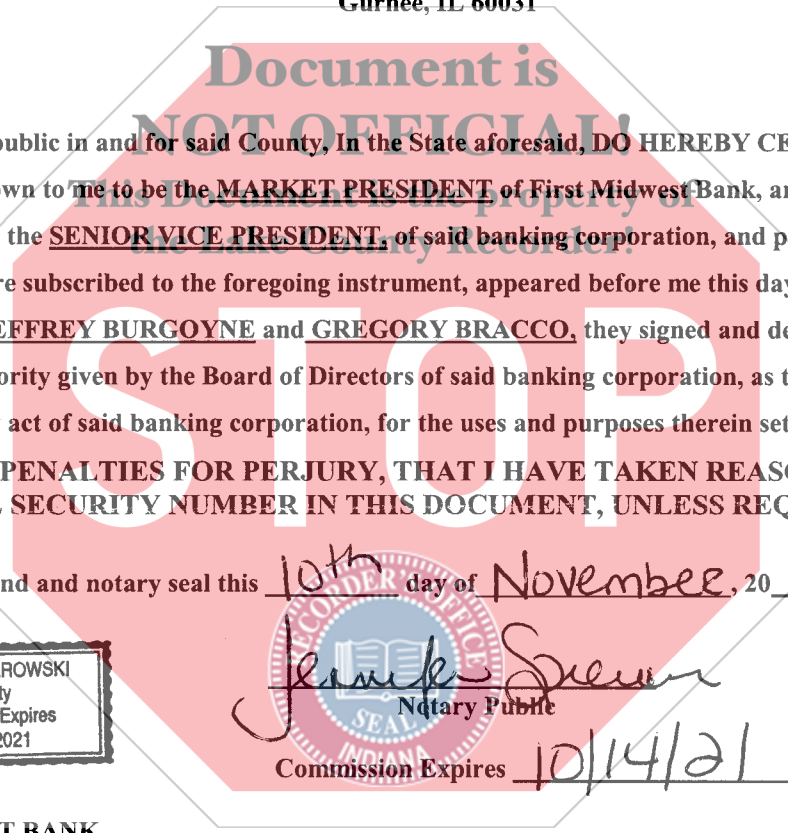 Gurnee, IL 60031
Document is
NOT OFFICIAL!
public in and for said County, In the State aforesaid, DO HEREBY CE
own to me to be the MARKET PRESIDENT of First Midwest Bank, an
This Document is the property of
the SENIOR VICE PRESIDENT, of said banking corporation, and p
the Lake County Recorder!
re subscribed to the foregoing instrument, appeared before me this day
EFFREY BURGOYNE and GREGORY BRACCO, they signed and de
ority given by the Board of Directors of said banking corporation, as t
act of said banking corporation, for the uses and purposes therein set
STOP
PENALTIES FOR PERJURY, THAT I HAVE TAKEN REASO
SECURITY NUMBER IN THIS DOCUMENT, UNLESS REQ
nd and notary seal this 10th day of November, 20
RECORDER'S OFFICE
ROWSKI
ty
Expires
2021
Jennifer
Notary Public
SEAL
INDIANA
Commission Expires 10/14/21
T BANK